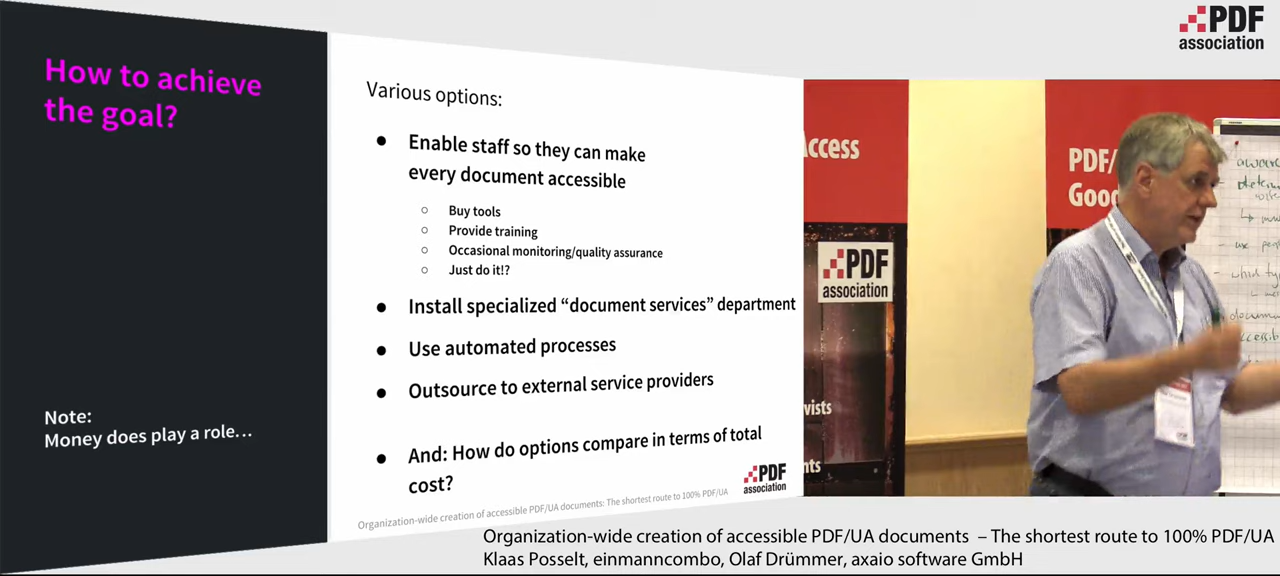 How to achieve
the goal?
Note:
Money does play a role…
Various options:
● Enable staff so they can make
every document accessible
○ Buy tools
○ Provide training
○ Occasional monitoring/quality assurance
○ Just do it!?
● Install specialized “document services” department
● Use automated processes
● Outsource to external service providers
● And: How do options compare in terms of total
cost?
PDF
association
Organization-wide creation of accessible PDF/UA documents: The shortest route to 100% PDF/UA
PDF
association
Access
PDF/
Good
PDF
association
Organization-wide creation of accessible PDF/UA documents – The shortest route to 100% PDF/UA
Klaas Posselt, einmanncombo, Olaf Drümmer, axaio software GmbH